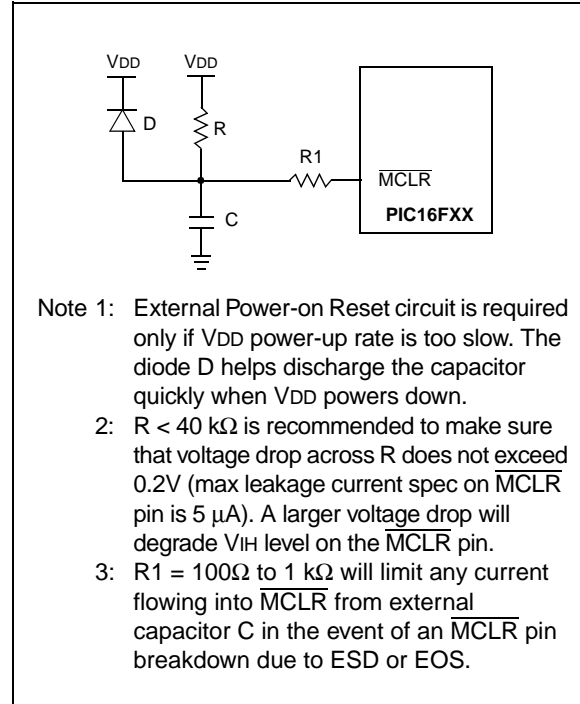 VDD VDD
D
R
R1
MCLR
PIC16FXX
C
Note 1: External Power-on Reset circuit is required
only if VDD power-up rate is too slow. The
diode D helps discharge the capacitor
quickly when VDD powers down.
2: R < 40 kΩ is recommended to make sure
that voltage drop across R does not exceed
0.2V (max leakage current spec on MCLR
pin is 5 μA). A larger voltage drop will
degrade VIH level on the MCLR pin.
3: R1 = 100Ω to 1 kΩ will limit any current
flowing into MCLR from external
capacitor C in the event of an MCLR pin
breakdown due to ESD or EOS.